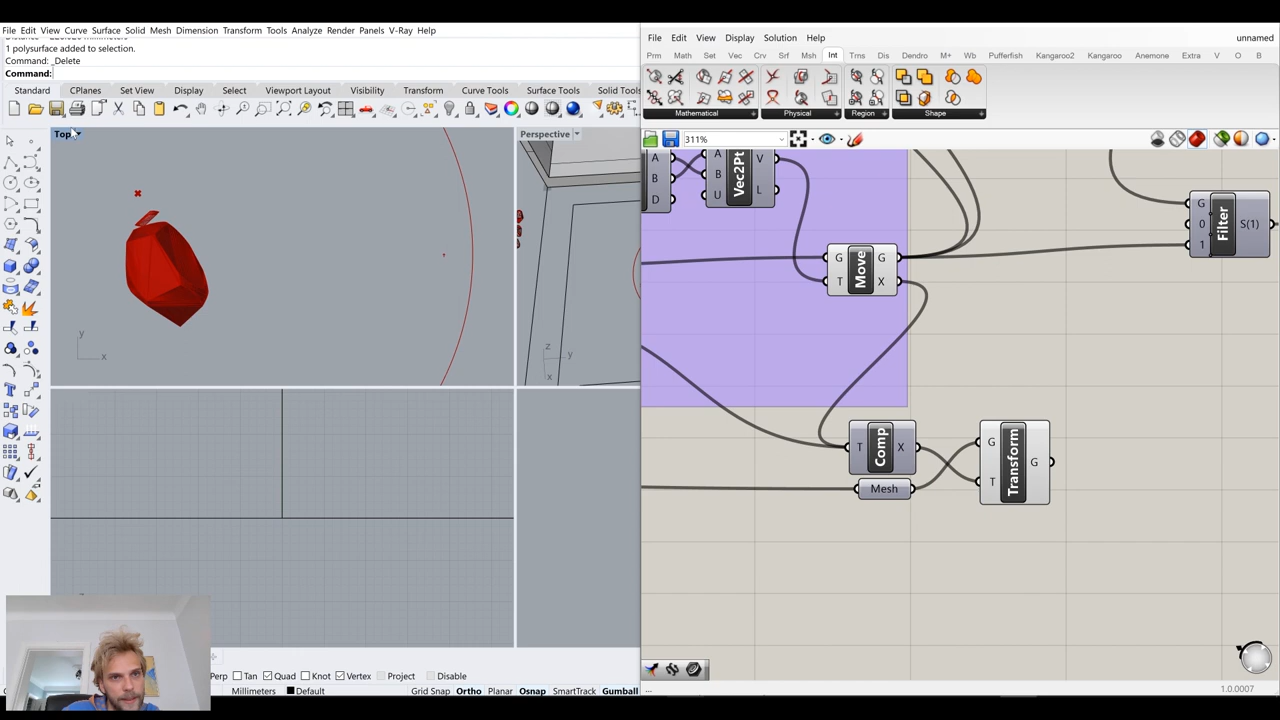 File Edit View Curve Surface Solid Mesh Dimension Transform Tools Analyze Render Panels V-Ray Help
1 polysurface added to selection.
Command: _Delete
Command:
Standard CPlanes Set View Display Select Viewport Layout Visibility Transform Curve Tools Surface Tools Solid Tools
Top
y
x
Perspective
z
y
x
Perp Tan Quad Knot Vertex Project Disable
Millimeters Default Grid Snap Ortho Planar Osnap SmartTrack Gumball
File Edit View Display Solution Help
unnamed
Prm Math Set Vec Crv Srf Msh Int Trns Dis Dendro M+ Wb Pufferfish Kangaroo2 Kangaroo Anemone Extra V O B
Mathematical Physical Region Shape
311%
A
B
D
A
B
U
Vec2Pt
V
L
G
T
Move
G
X
G
0
1
Filter
S(1)
T
Comp
X
Mesh
G
T
Transform
G
...
1.0.0007